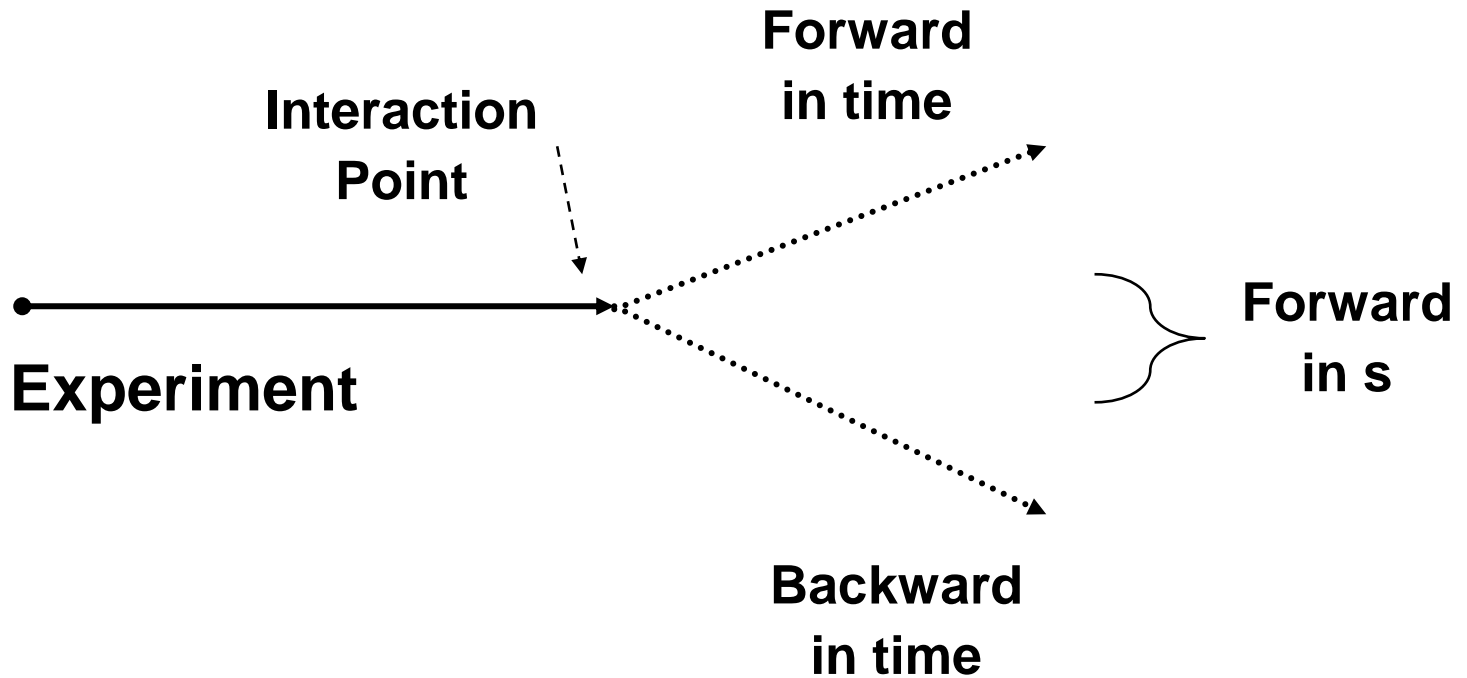 Forward
in time
Interaction
Point
Experiment
Forward
in s
Backward
in time